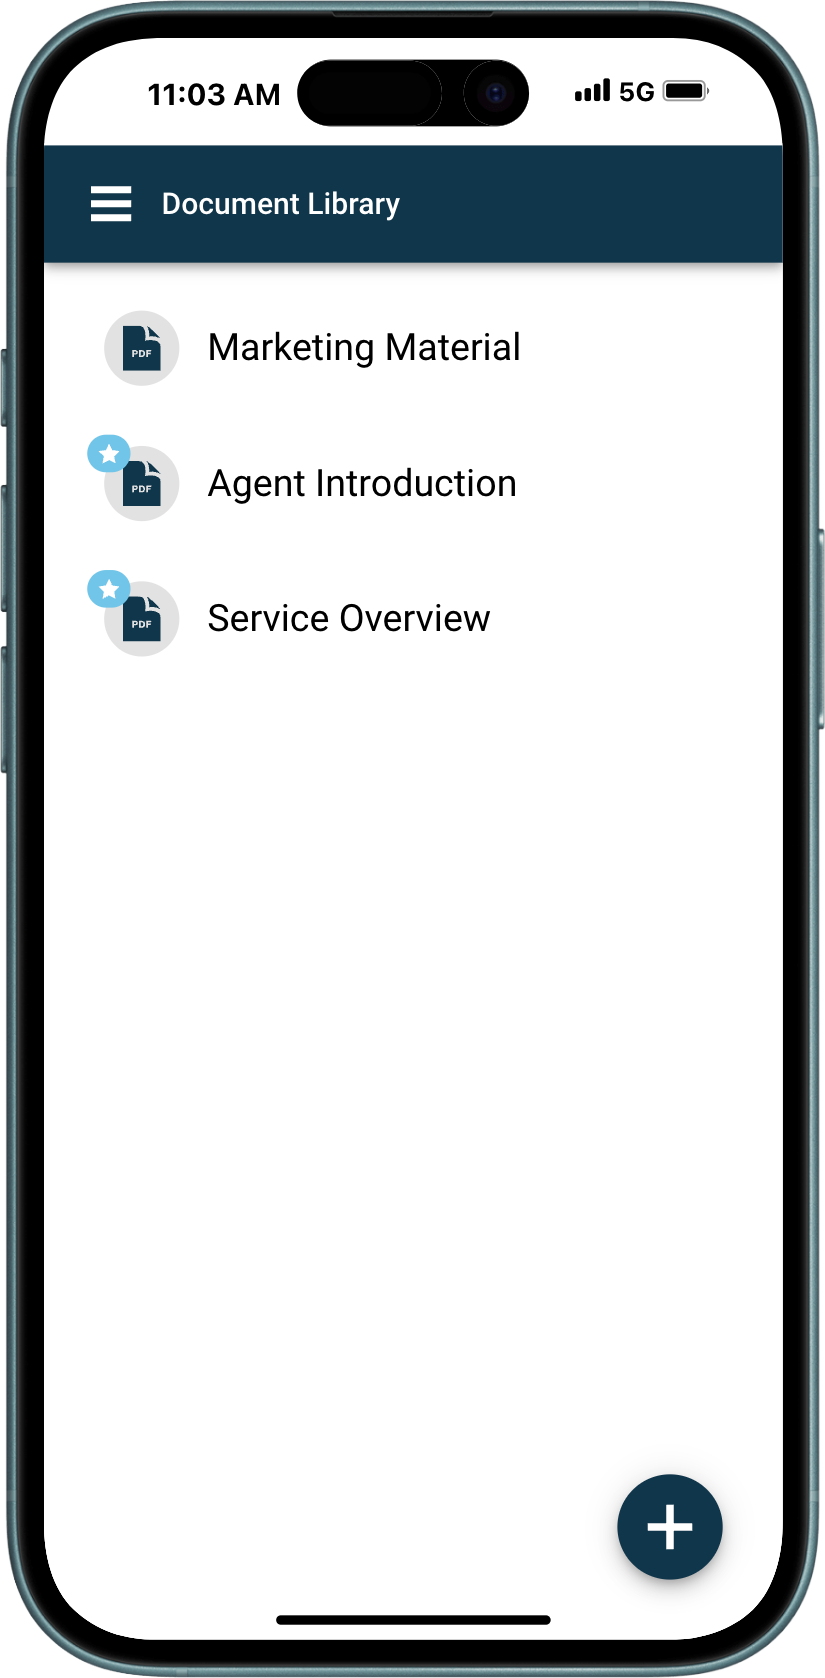 11:03 AM 5G
Document Library
PDF Marketing Material
PDF Agent Introduction
PDF Service Overview